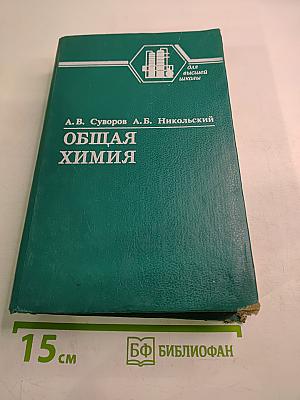 для
высшей
школы
А. В. Суворов А. Б. Никольский
ОБЩАЯ
ХИМИЯ
15 см
БФ БИБЛИОФАН